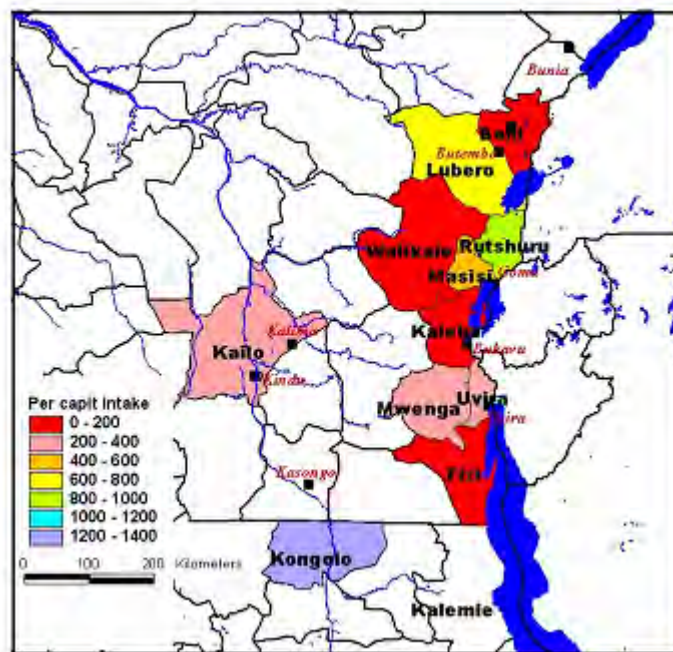 Bunia
Beni
Butembo
Lubero
Walikale
Rutshuru
Masisi
Goma
Kalima
Kalehe
Bukavu
Kailo
Kindu
Mwenga
Uvira
Per capit intake
0 - 200
200 - 400
400 - 600
600 - 800
800 - 1000
1000 - 1200
1200 - 1400
Kasongo
Fizi
0 100 200 Kilometers
Kongolo
Kalemie